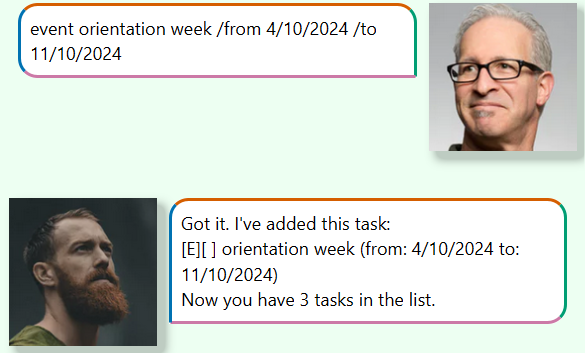 event orientation week /from 4/10/2024 /to
11/10/2024
Got it. I've added this task:
[E][ ] orientation week (from: 4/10/2024 to:
11/10/2024)
Now you have 3 tasks in the list.